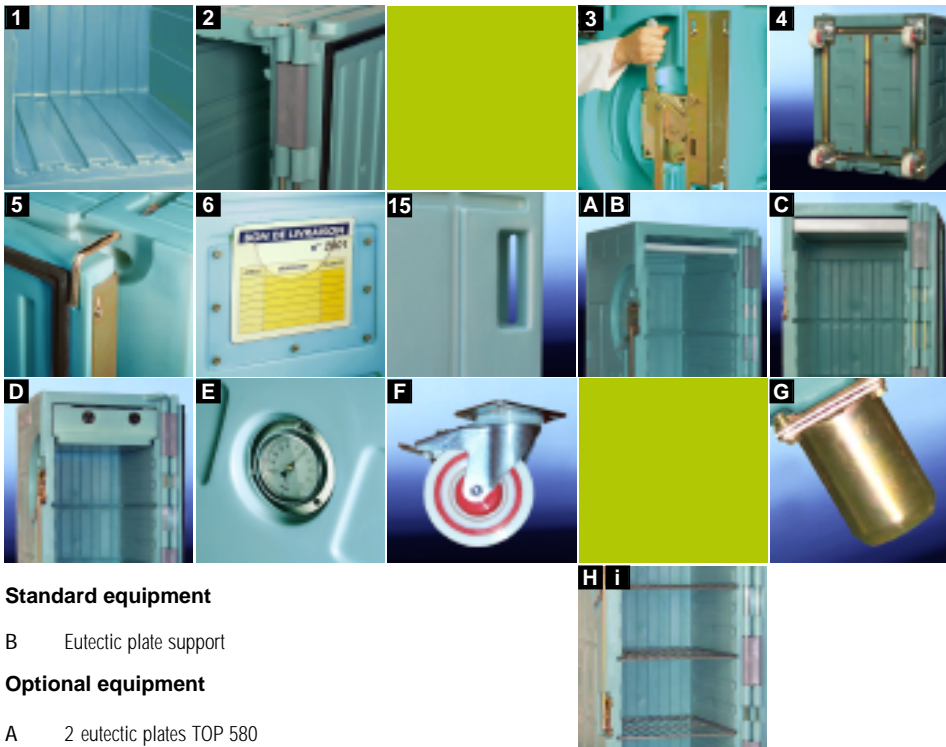 1
2
3
4
5
6
BON DE LIVRAISON
n°
15
A B
C
D
E
F
G
H i
Standard equipment
B Eutectic plate support
Optional equipment
A 2 eutectic plates TOP 580